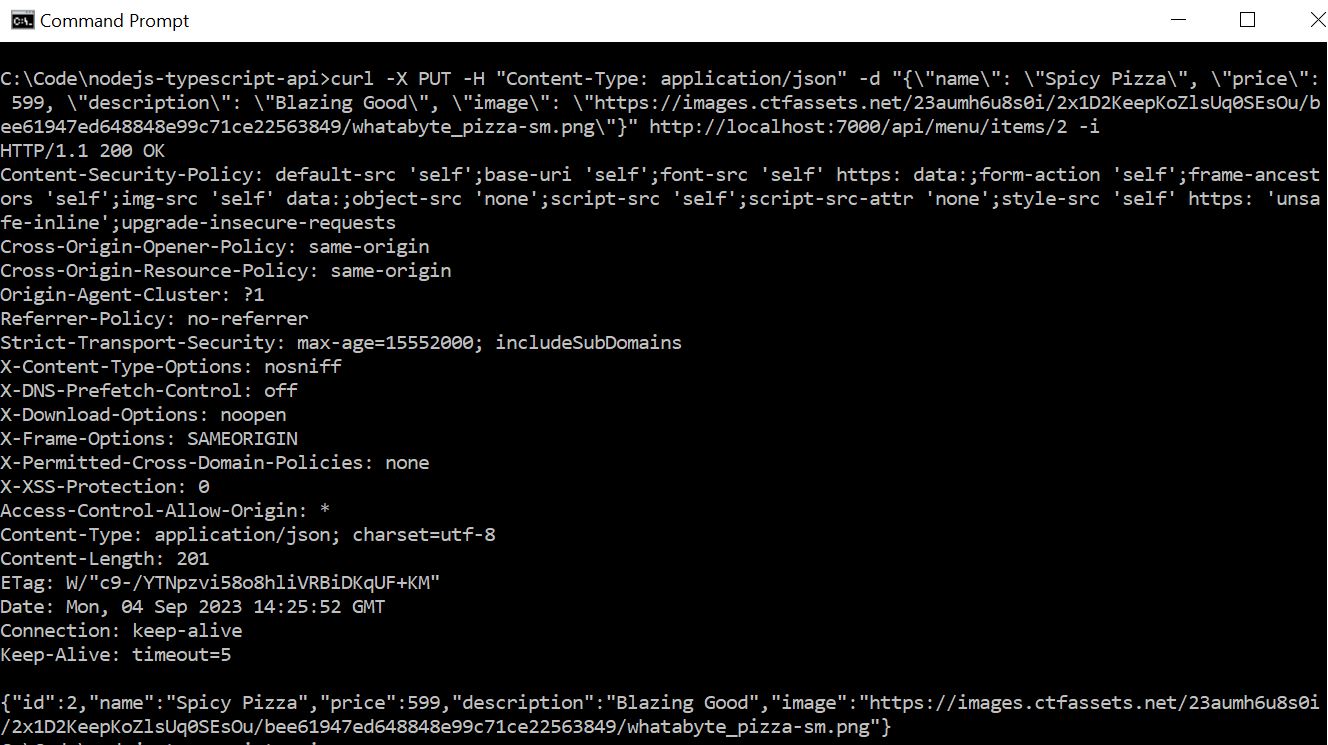 Command Prompt
C:\Code\nodejs-typescript-api>curl -X PUT -H "Content-Type: application/json" -d "{\"name\": \"Spicy Pizza\", \"price\":
 599, \"description\": \"Blazing Good\", \"image\": \"https://images.ctfassets.net/23aumh6u8s0i/2x1D2KeepKoZlsUq0SEsOu/b
ee61947ed648848e99c71ce22563849/whatabyte_pizza-sm.png\"}" http://localhost:7000/api/menu/items/2 -i
HTTP/1.1 200 OK
Content-Security-Policy: default-src 'self';base-uri 'self';font-src 'self' https: data:;form-action 'self';frame-ancest
ors 'self';img-src 'self' data:;object-src 'none';script-src 'self';script-src-attr 'none';style-src 'self' https: 'unsa
fe-inline';upgrade-insecure-requests
Cross-Origin-Opener-Policy: same-origin
Cross-Origin-Resource-Policy: same-origin
Origin-Agent-Cluster: ?1
Referrer-Policy: no-referrer
Strict-Transport-Security: max-age=15552000; includeSubDomains
X-Content-Type-Options: nosniff
X-DNS-Prefetch-Control: off
X-Download-Options: noopen
X-Frame-Options: SAMEORIGIN
X-Permitted-Cross-Domain-Policies: none
X-XSS-Protection: 0
Access-Control-Allow-Origin: *
Content-Type: application/json; charset=utf-8
Content-Length: 201
ETag: W/"c9-/YTNpzvi58o8hliVRBiDKqUF+KM"
Date: Mon, 04 Sep 2023 14:25:52 GMT
Connection: keep-alive
Keep-Alive: timeout=5
{"id":2,"name":"Spicy Pizza","price":599,"description":"Blazing Good","image":"https://images.ctfassets.net/23aumh6u8s0i
/2x1D2KeepKoZlsUq0SEsOu/bee61947ed648848e99c71ce22563849/whatabyte_pizza-sm.png"}